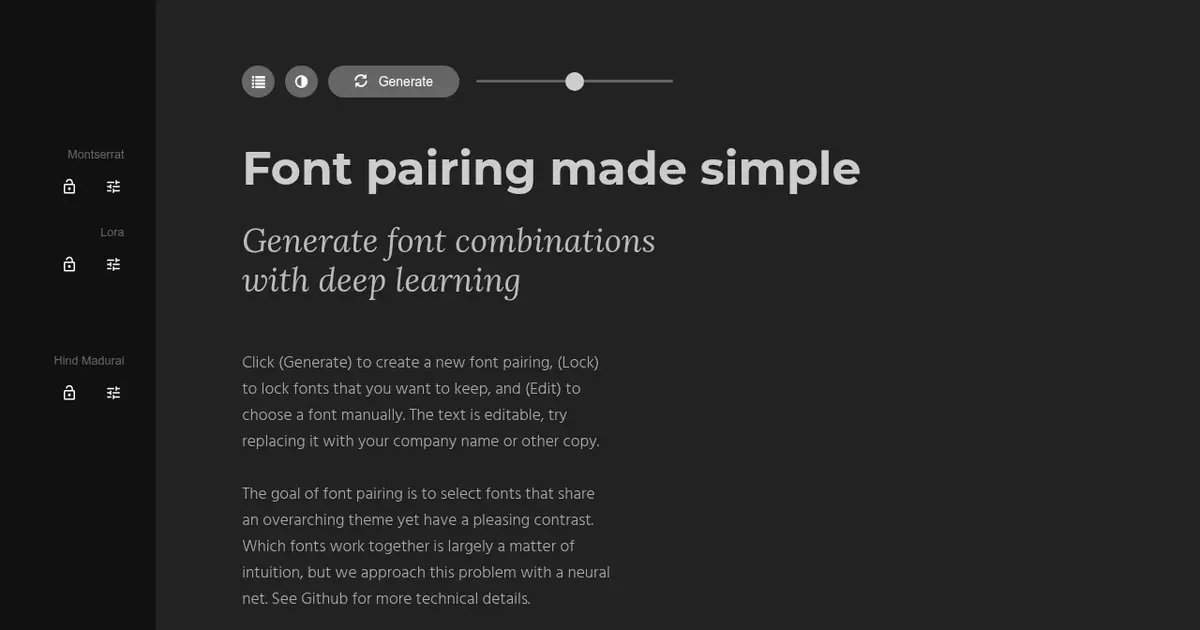 Generate
Montserrat
Font pairing made simple
Lora
Generate font combinations
with deep learning
Hind Madurai
Click (Generate) to create a new font pairing, (Lock)
to lock fonts that you want to keep, and (Edit) to
choose a font manually. The text is editable, try
replacing it with your company name or other copy.
The goal of font pairing is to select fonts that share
an overarching theme yet have a pleasing contrast.
Which fonts work together is largely a matter of
intuition, but we approach this problem with a neural
net. See Github for more technical details.